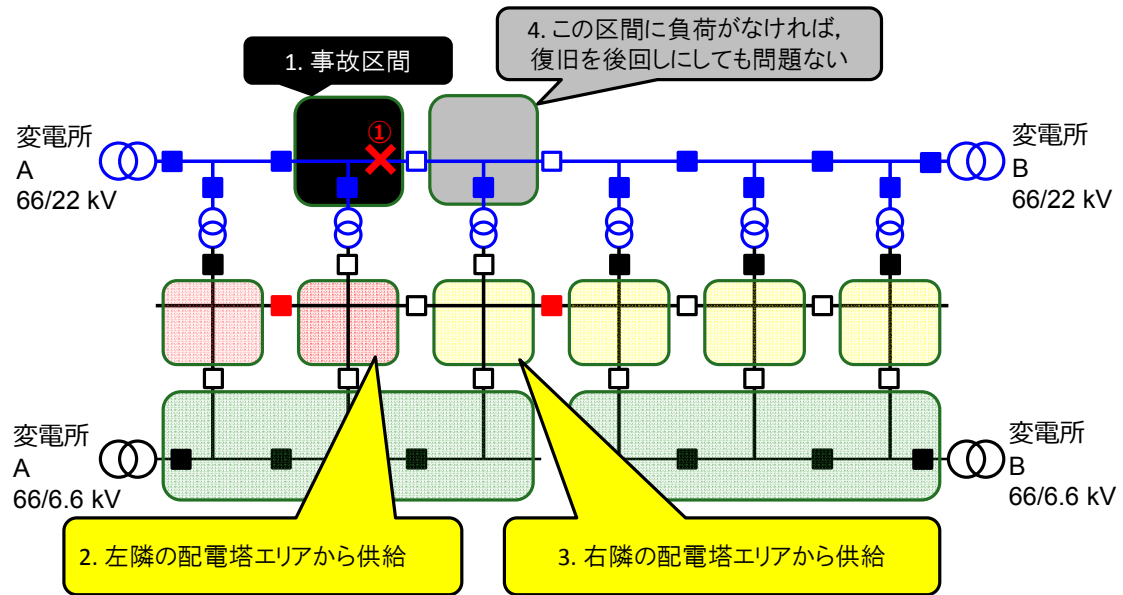 4. この区間に負荷がなければ，
復旧を後回しにしても問題ない
1. 事故区間
①
変電所
A
66/22 kV
変電所
B
66/22 kV
変電所
A
66/6.6 kV
変電所
B
66/6.6 kV
2. 左隣の配電塔エリアから供給
3. 右隣の配電塔エリアから供給